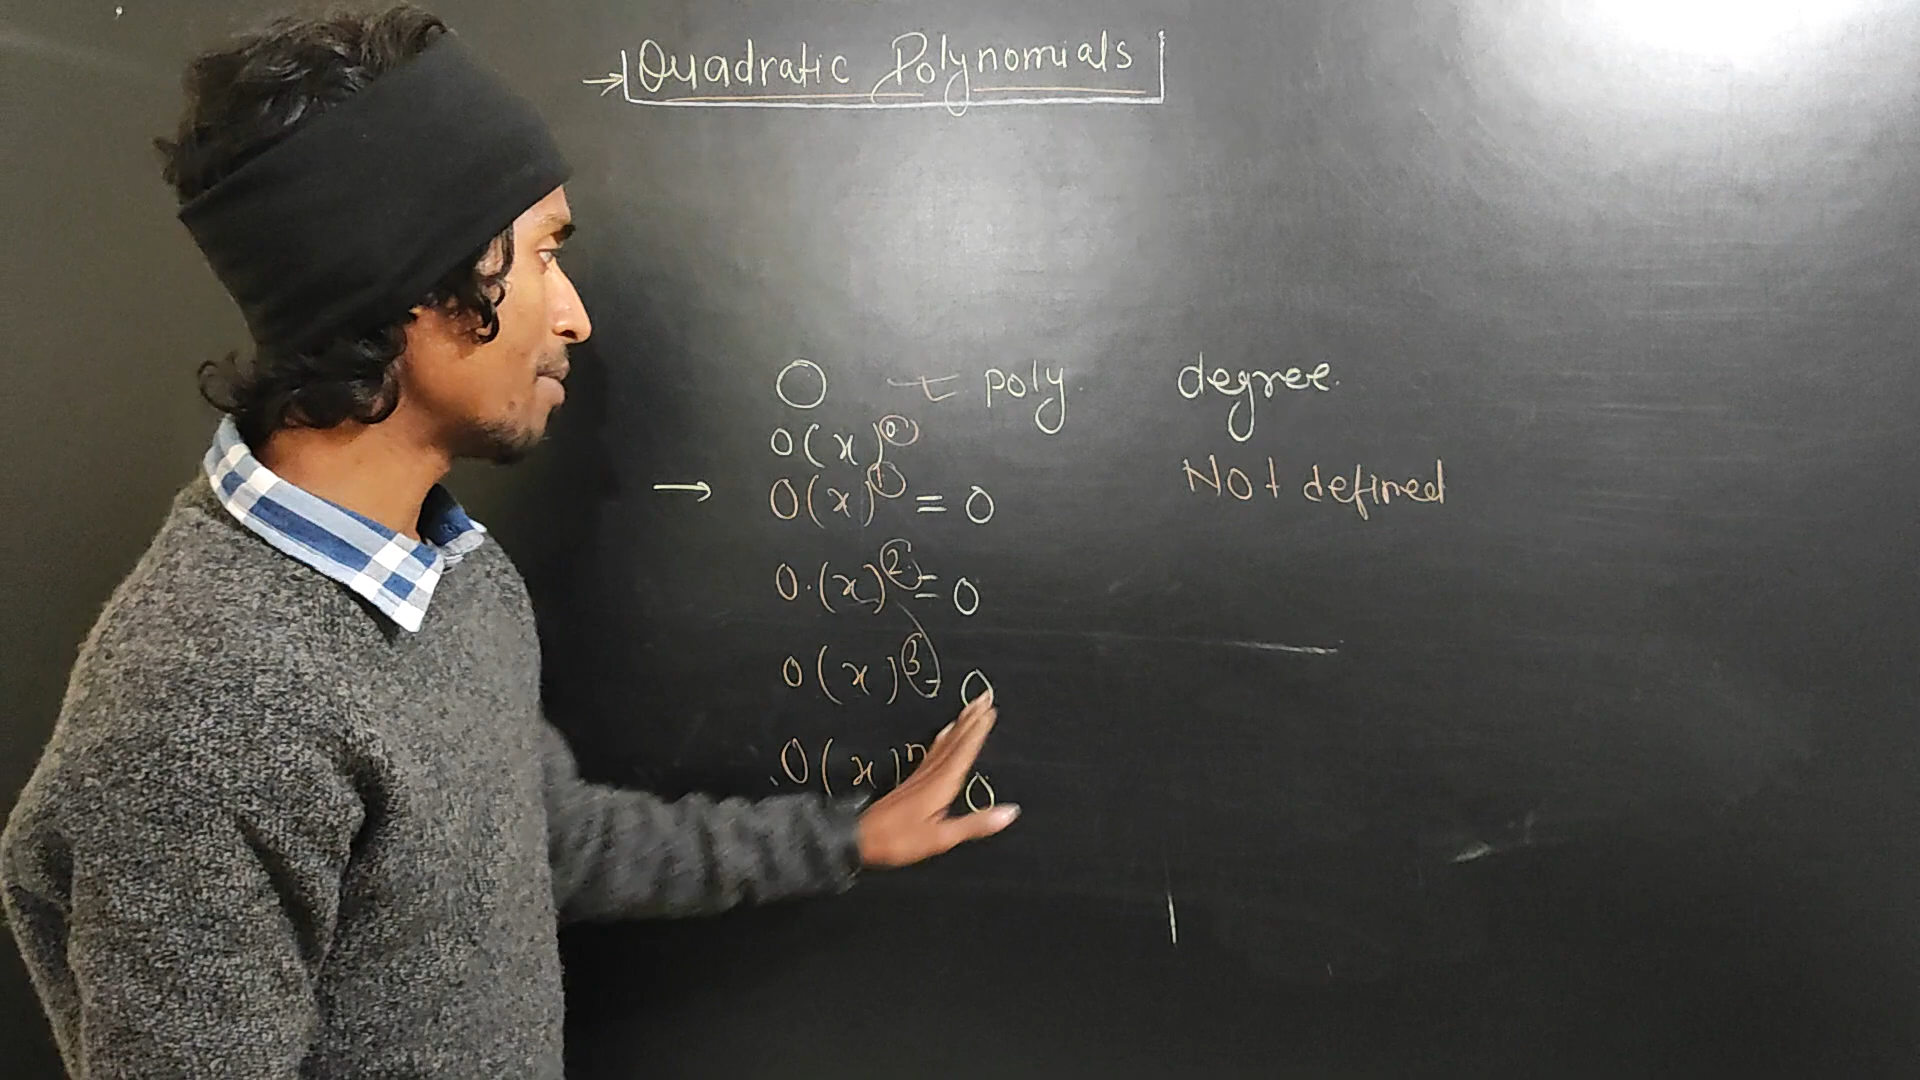 → Quadratic Polynomials
0 poly. degree.
0(x)⁰
→ 0(x)¹ = 0 Not defined
0.(x)² = 0
0(x)³ = 0
0(x)ⁿ 0